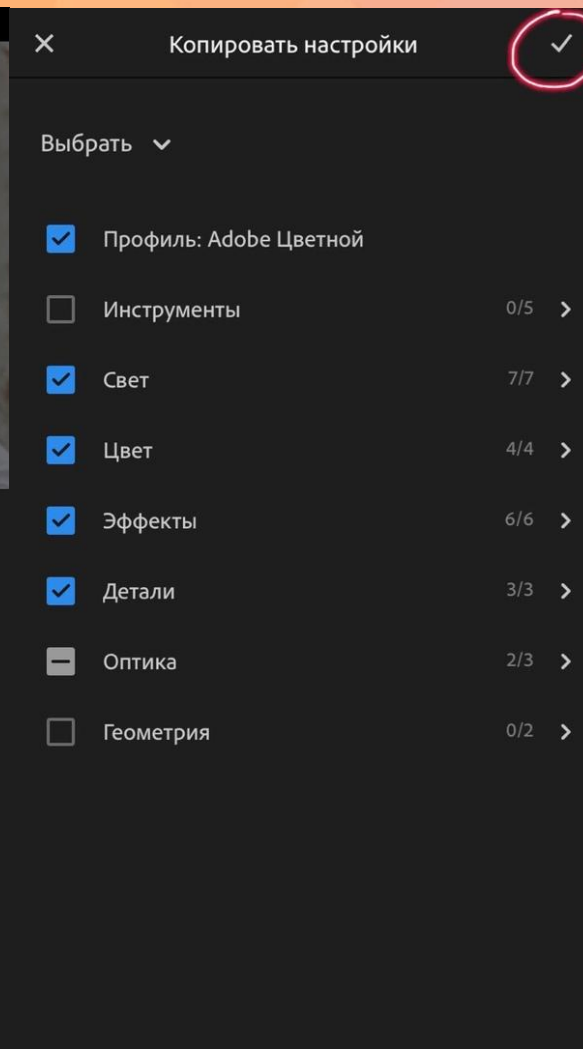 Копировать настройки
Выбрать
Профиль: Adobe Цветной
Инструменты 0/5
Свет 7/7
Цвет 4/4
Эффекты 6/6
Детали 3/3
Оптика 2/3
Геометрия 0/2